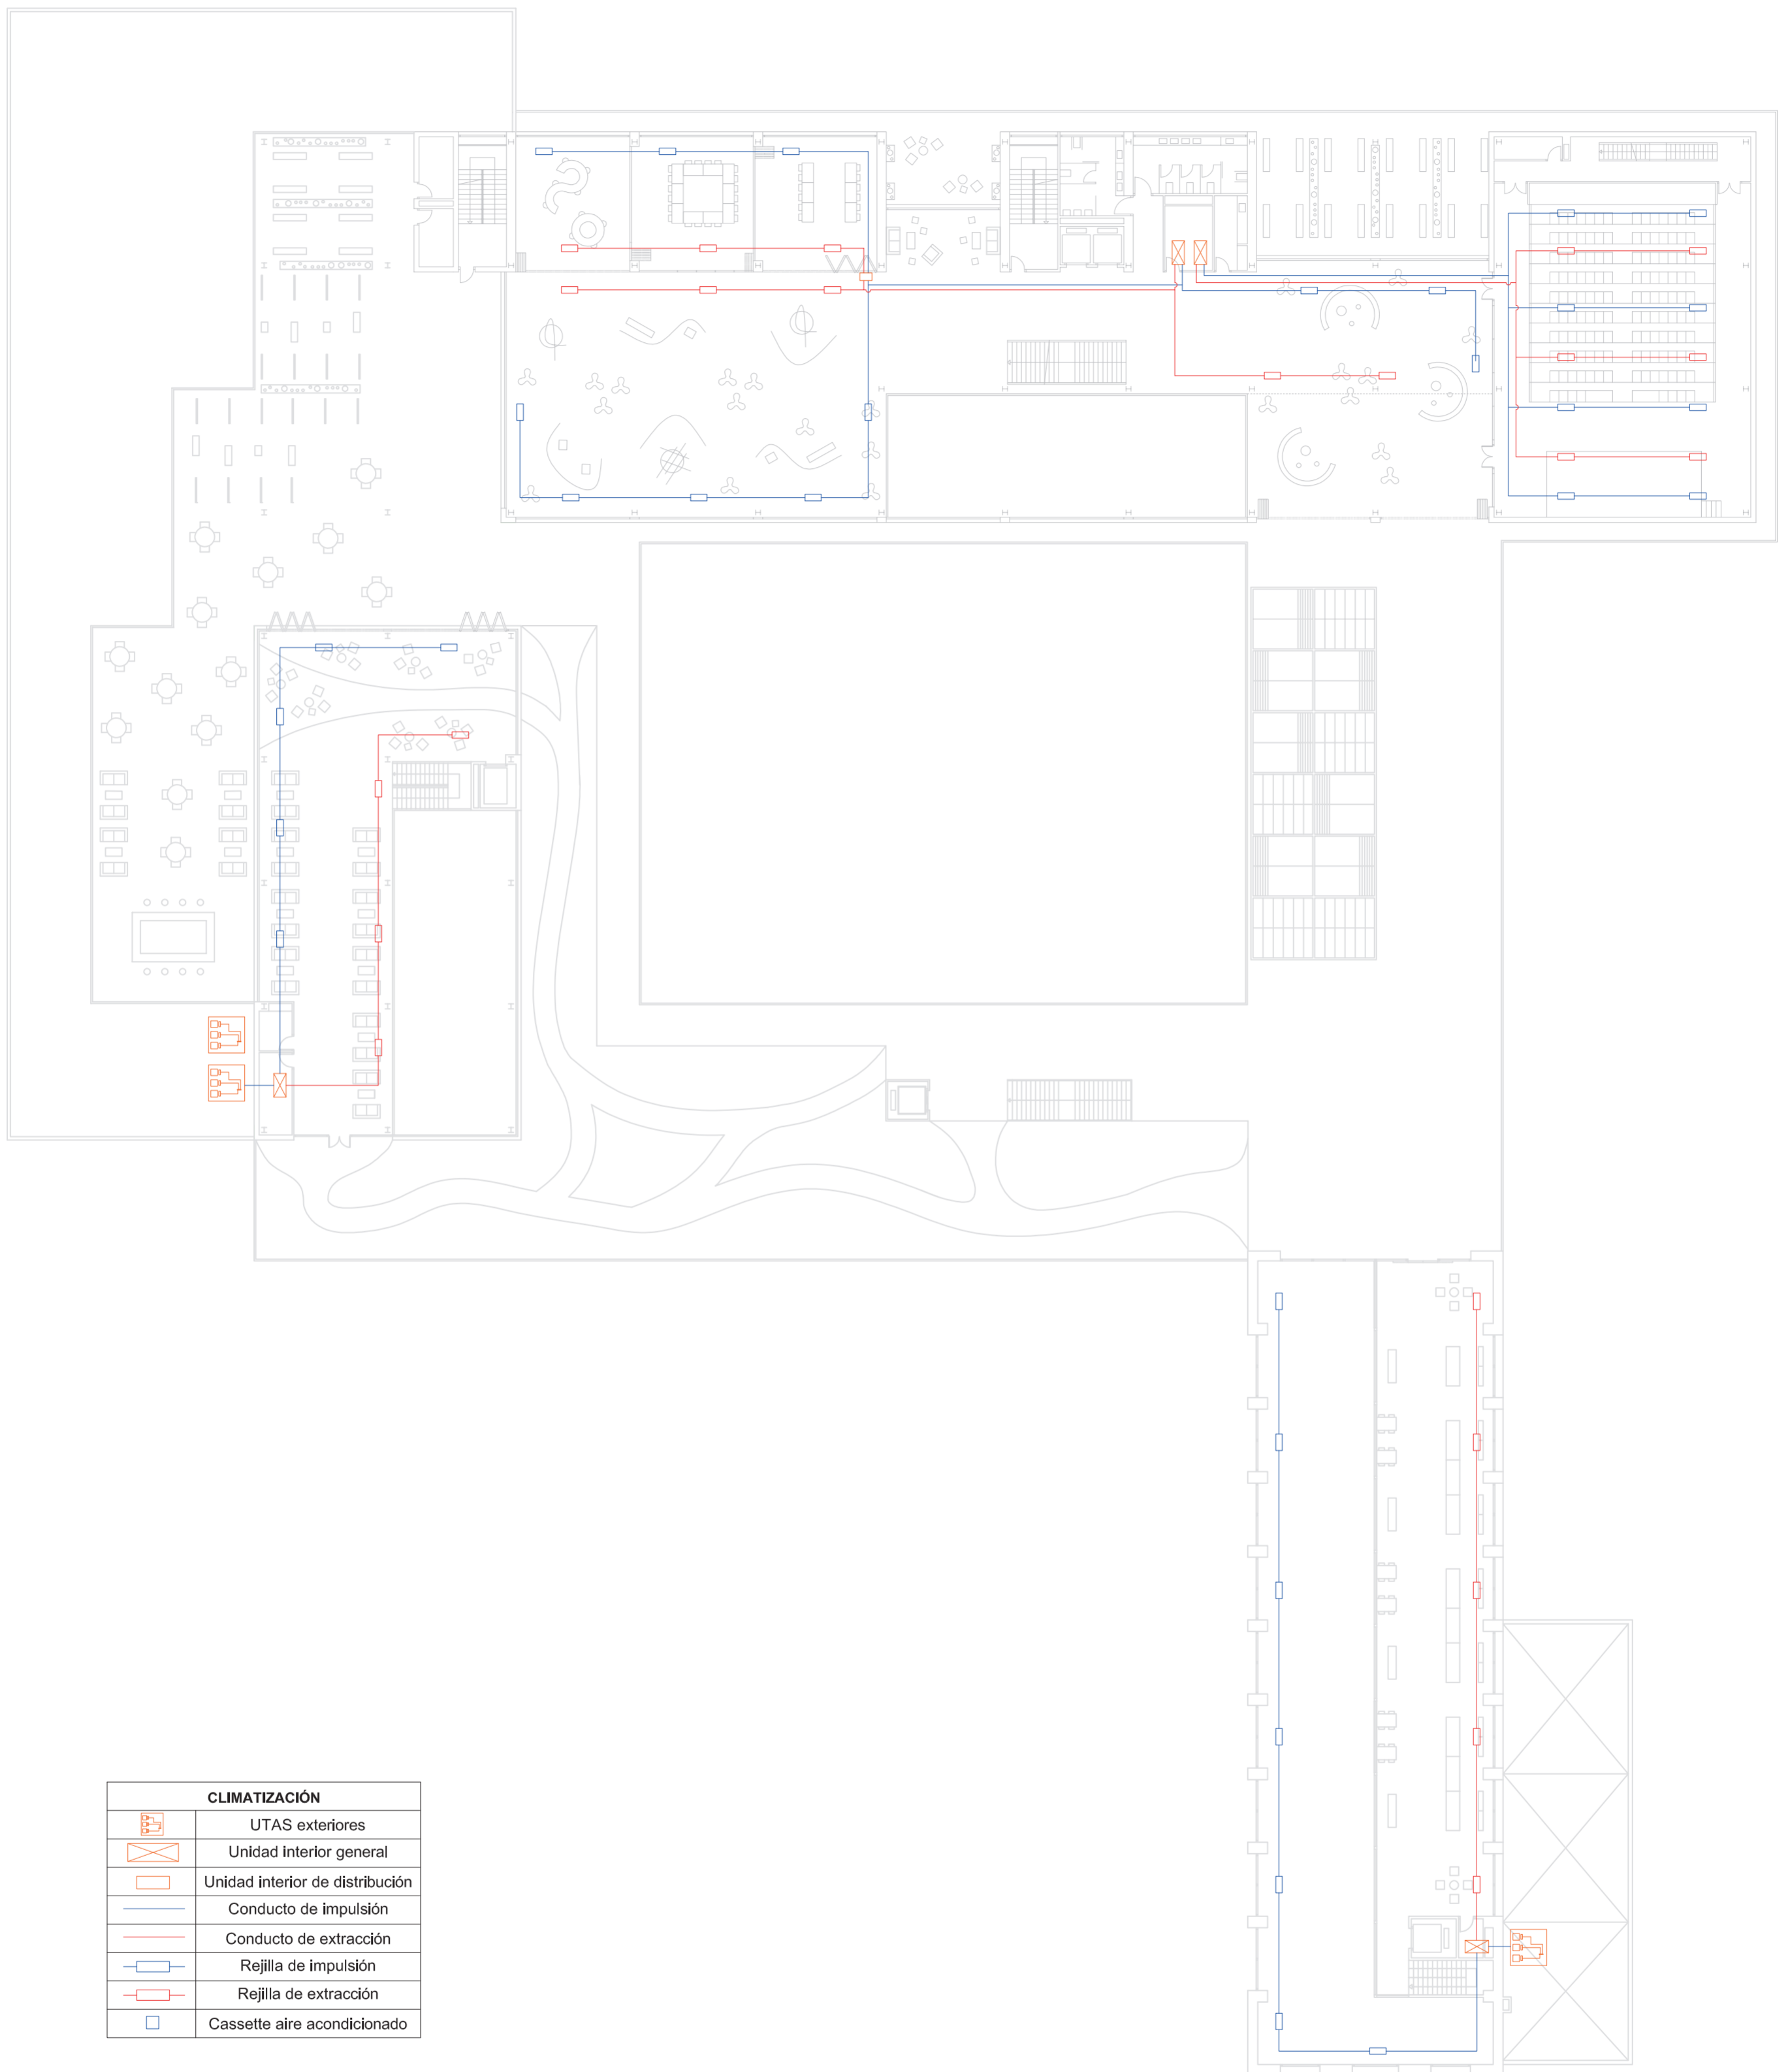 CLIMATIZACIÓN
UTAS exteriores
Unidad interior general
Unidad interior de distribución
Conducto de impulsión
Conducto de extracción
Rejilla de impulsión
Rejilla de extracción
Cassette aire acondicionado